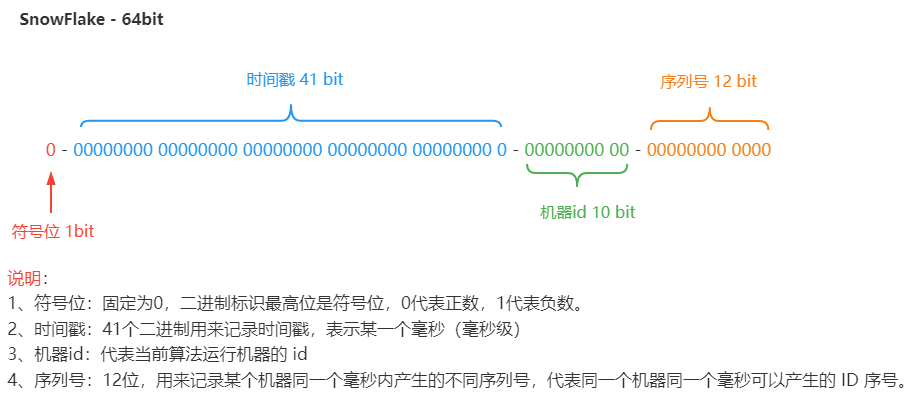 SnowFlake - 64bit
时间戳 41 bit
序列号 12 bit
0 - 00000000 00000000 00000000 00000000 00000000 0 - 00000000 00 - 00000000 0000
机器id 10 bit
符号位 1bit
说明：
1、符号位：固定为0，二进制标识最高位是符号位，0代表正数，1代表负数。
2、时间戳：41个二进制用来记录时间戳，表示某一个毫秒（毫秒级）
3、机器id：代表当前算法运行机器的 id
4、序列号：12位，用来记录某个机器同一个毫秒内产生的不同序列号，代表同一个机器同一个毫秒可以产生的 ID 序号。